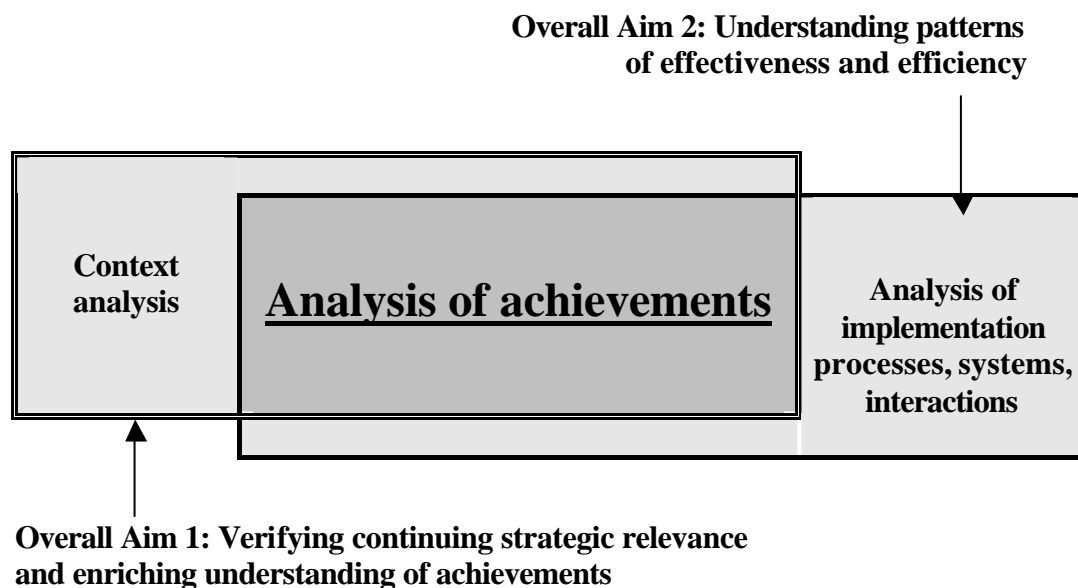 Overall Aim 2: Understanding patterns
of effectiveness and efficiency
Context
analysis
Analysis of achievements
Analysis of
implementation
processes, systems,
interactions
Overall Aim 1: Verifying continuing strategic relevance
and enriching understanding of achievements